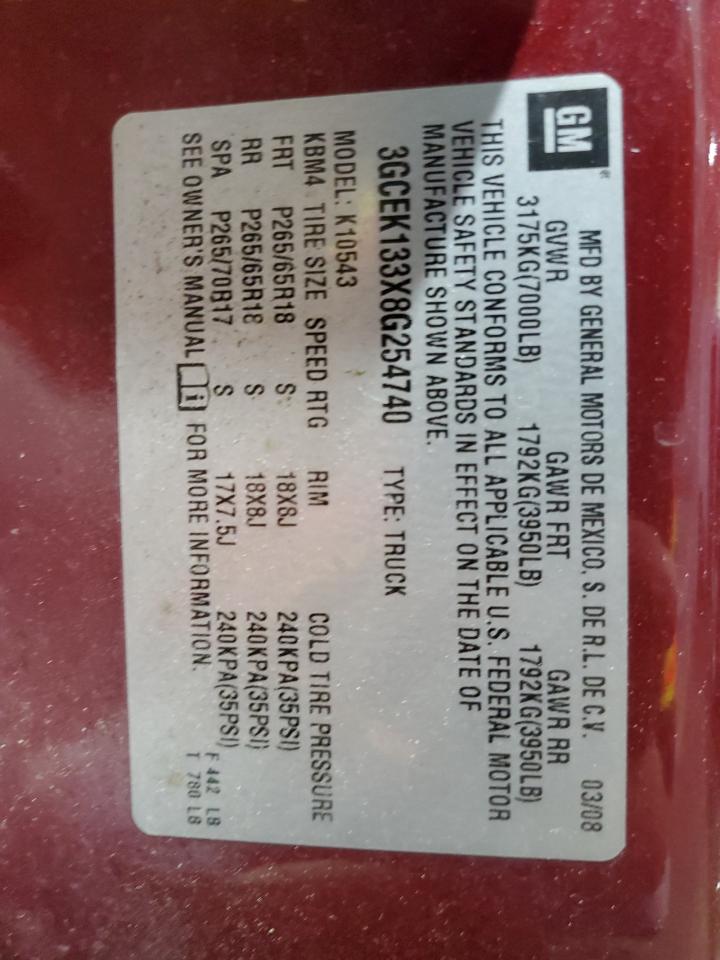 GM®
MFD BY GENERAL MOTORS DE MEXICO, S. DE R.L. DE C.V. 03/08
GVWR GAWR FRT GAWR RR
3175KG(7000LB) 1792KG(3950LB) 1792KG(3950LB)
THIS VEHICLE CONFORMS TO ALL APPLICABLE U.S. FEDERAL MOTOR
VEHICLE SAFETY STANDARDS IN EFFECT ON THE DATE OF
MANUFACTURE SHOWN ABOVE.
3GCEK133X8G254740 TYPE: TRUCK
MODEL: K10543
KBM4 TIRE SIZE SPEED RTG RIM COLD TIRE PRESSURE
FRT P265/65R18 S 18X8J 240KPA(35PSI)
RR P265/65R18 S 18X8J 240KPA(35PSI)
SPA P265/70R17 S 17X7.5J 240KPA(35PSI)
SEE OWNER'S MANUAL i FOR MORE INFORMATION.
F 442 LB
T 780 LB